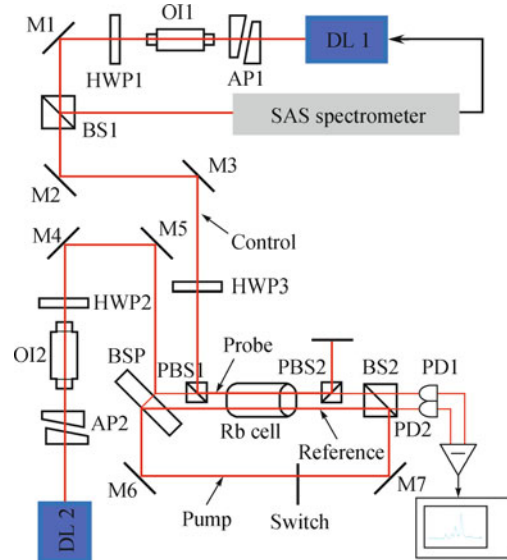 M1
OI1
HWP1
AP1
DL 1
BS1
SAS spectrometer
M2
M3
Control
M4
M5
HWP2
HWP3
OI2
BSP
PBS1
Probe
PBS2
BS2
PD1
AP2
Rb cell
PD2
Reference
M6
M7
Pump
Switch
DL 2